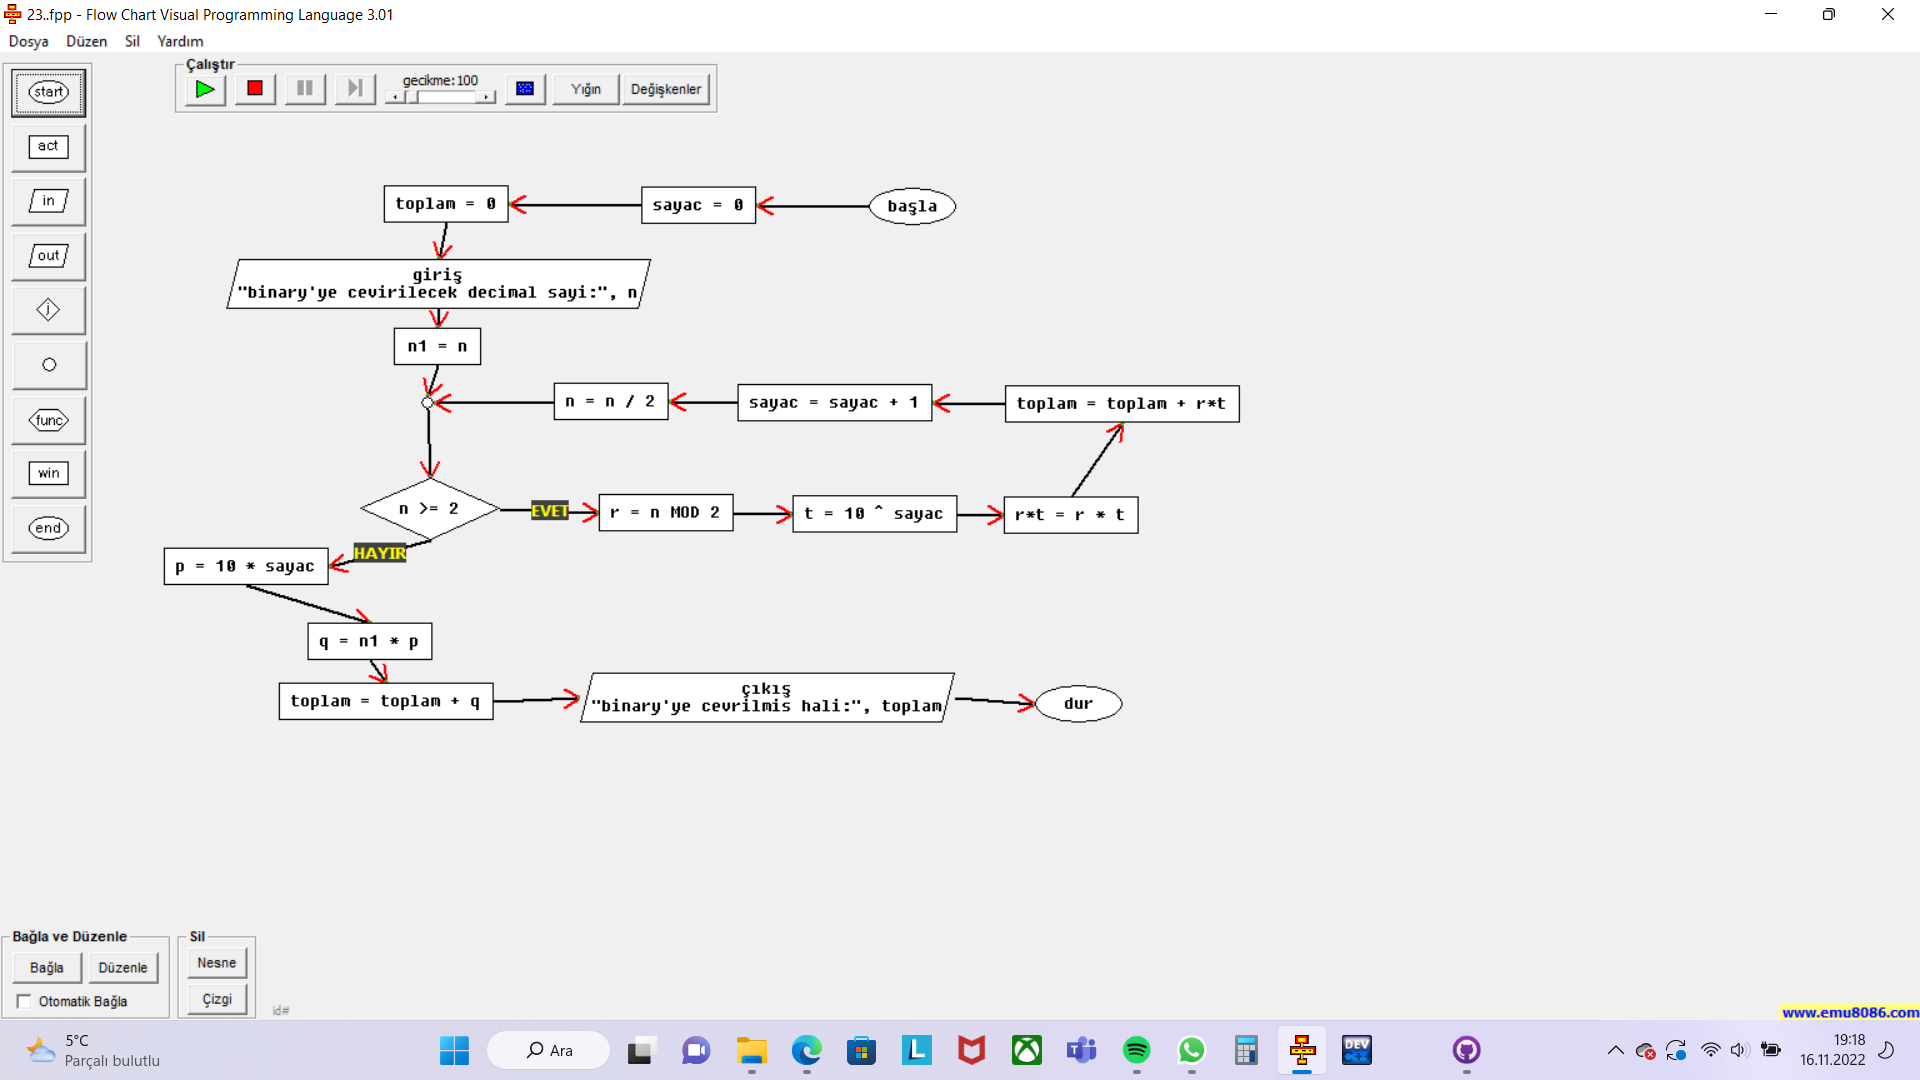 23..fpp - Flow Chart Visual Programming Language 3.01
Dosya Düzen Sil Yardım
Çalıştır
gecikme:100
Yığın
Değişkenler
start
act
in
out
j
func
win
end
başla
sayac = 0
toplam = 0
giriş
"binary'ye cevirilecek decimal sayi:", n
n1 = n
n = n / 2
sayac = sayac + 1
toplam = toplam + r*t
n >= 2
EVET
r = n MOD 2
t = 10 ^ sayac
r*t = r * t
HAYIR
p = 10 * sayac
q = n1 * p
toplam = toplam + q
çıkış
"binary'ye cevrilmis hali:", toplam
dur
Bağla ve Düzenle
Bağla
Düzenle
Otomatik Bağla
Sil
Nesne
Çizgi
id#
www.emu8086.com
5°C
Parçalı bulutlu
Ara
L
DEV
C++
19:18
16.11.2022